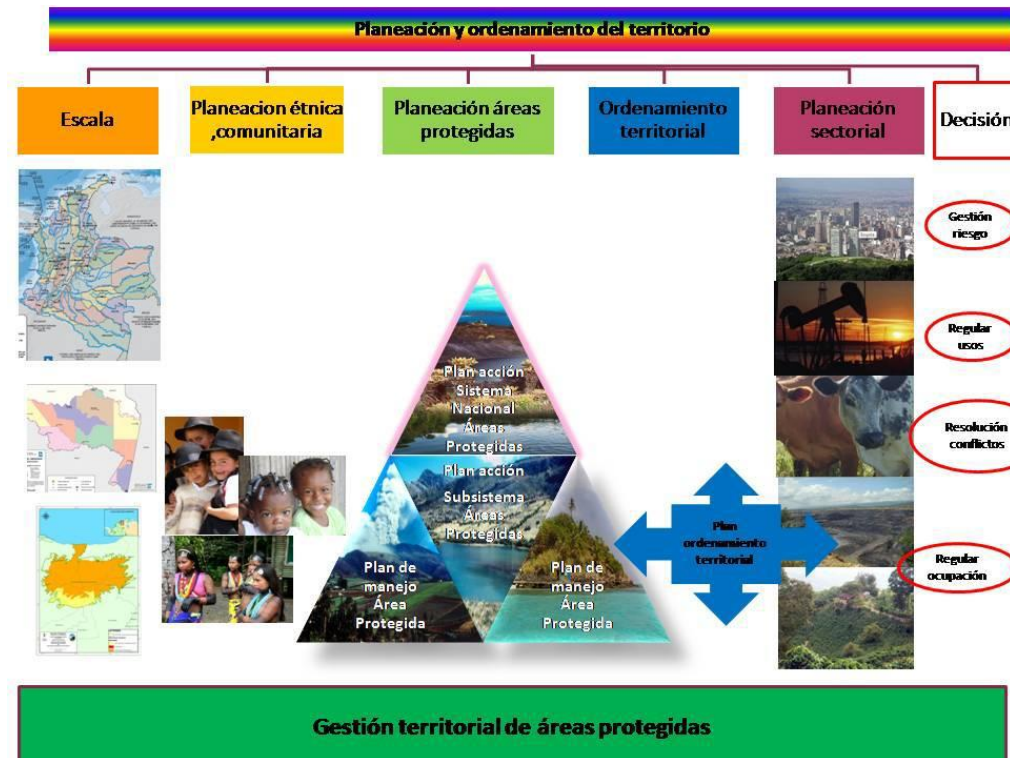 Planeación y ordenamiento del territorio
Escala
Planeacion étnica
,comunitaria
Planeación áreas
protegidas
Ordenamiento
territorial
Planeación
sectorial
Decisión
Gestión
riesgo
Regular
usos
Resolución
conflictos
Regular
ocupación
Plan acción
Sistema
Nacional
Áreas
Protegidas
Plan acción
Subsistema
Áreas
Protegidas
Plan de
manejo
Área
Protegida
Plan de
manejo
Área
Protegida
Plan
ordenamiento
territorial
Gestión territorial de áreas protegidas